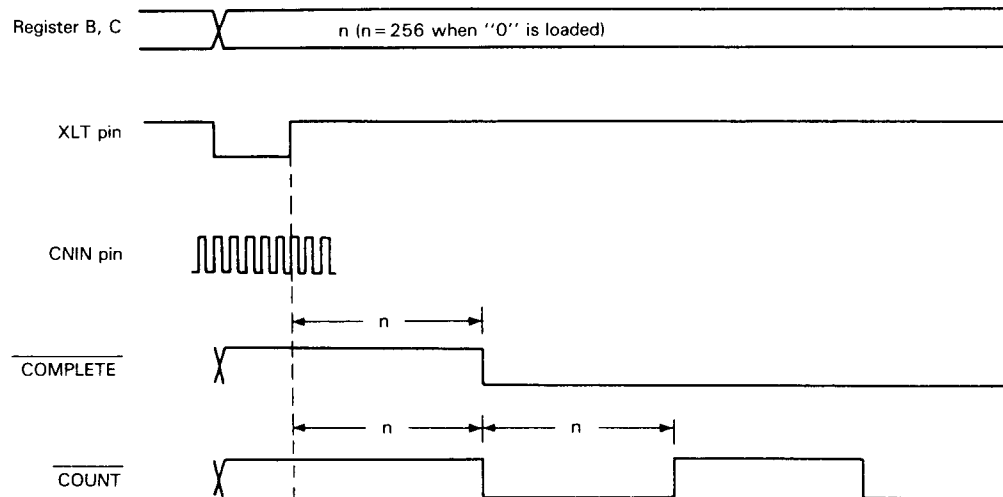 Register B, C
n (n=256 when "0" is loaded)
XLT pin
CNIN pin
n
COMPLETE
n
n
COUNT